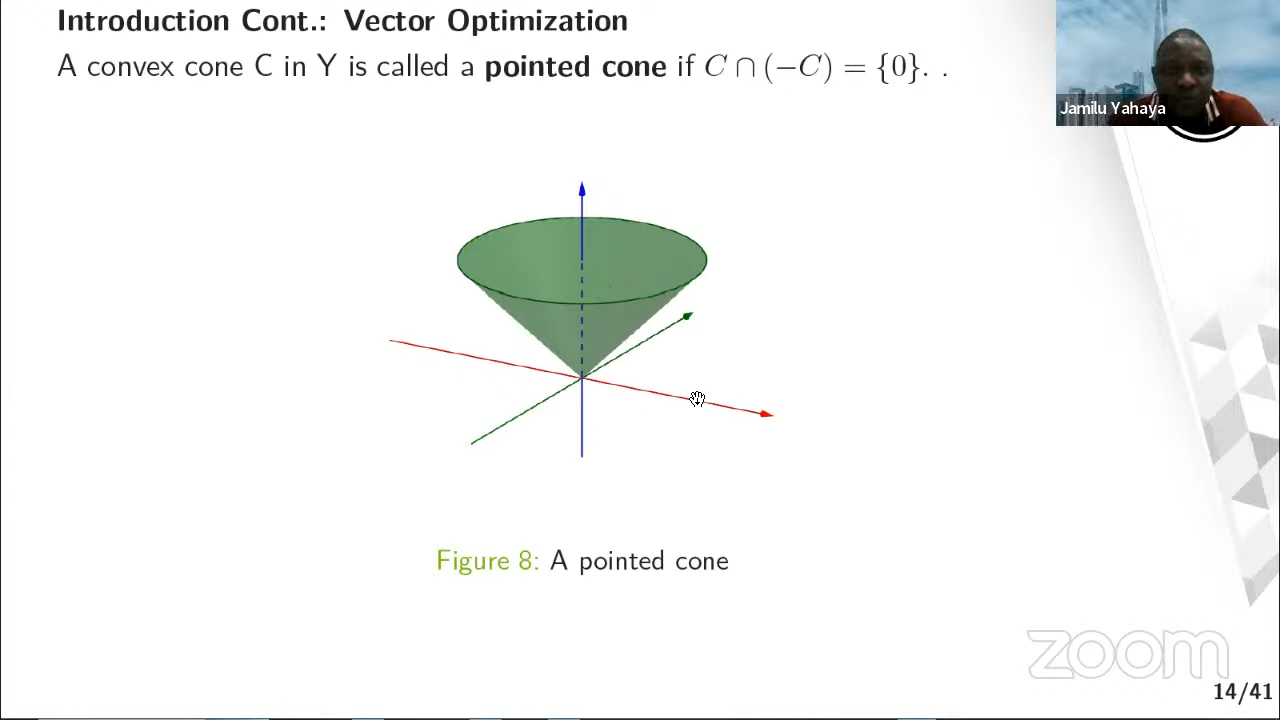 Introduction Cont.: Vector Optimization
A convex cone C in Y is called a pointed cone if C ∩ (−C) = {0}. .
Jamilu Yahaya
Figure 8: A pointed cone
zoom
14/41